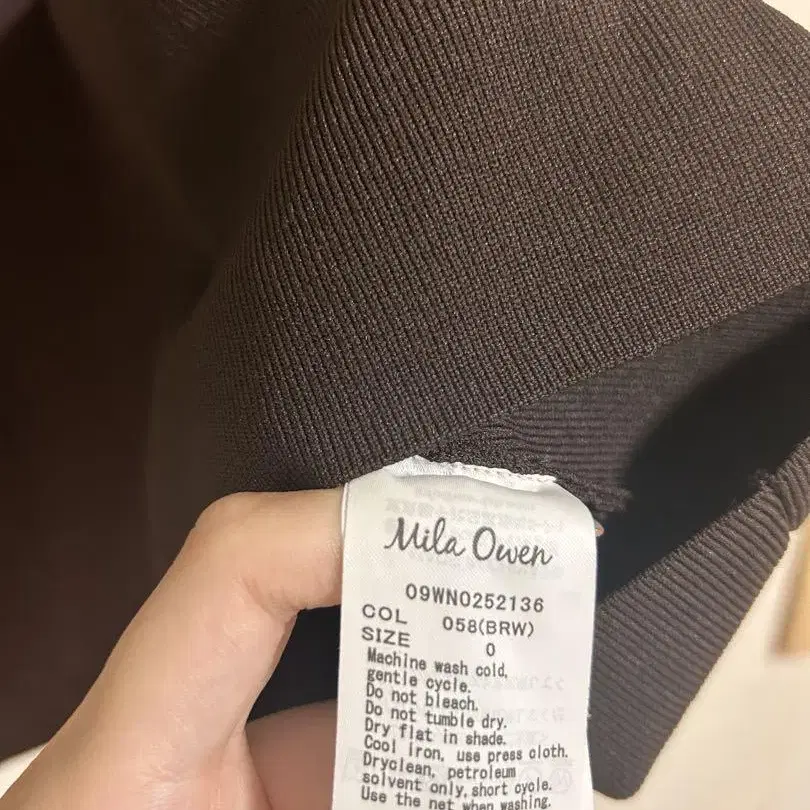 Mila Owen
09WNO252136
COL 058(BRW)
SIZE 0
Machine wash cold,
gentle cycle.
Do not bleach.
Do not tumble dry.
Dry flat in shade.
Cool iron, use press cloth.
Dryclean, petroleum
solvent only, short cycle.
Use the net when washing.